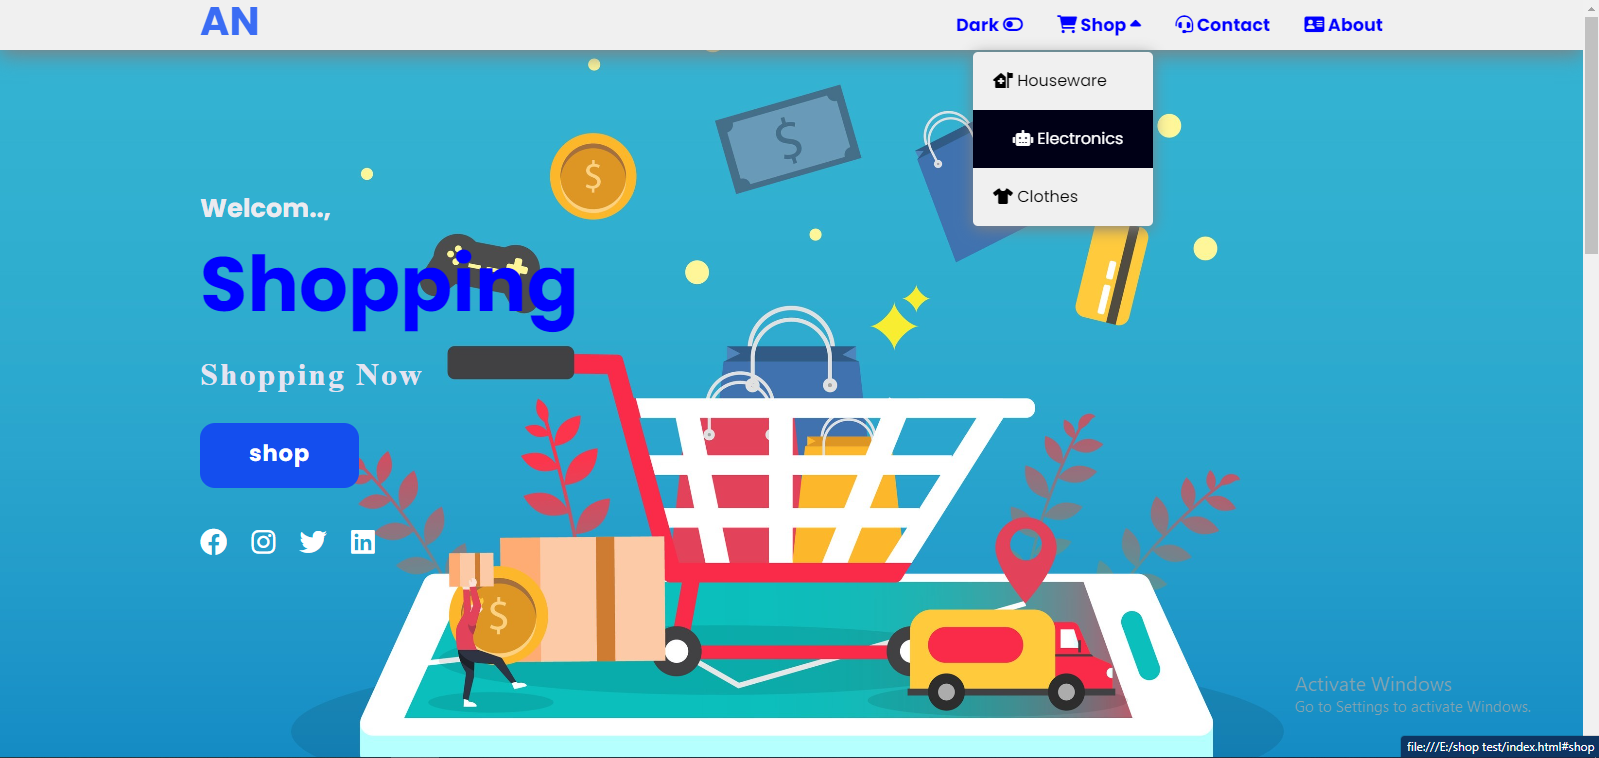 AN
Dark Shop Contact About
Houseware
Electronics
Clothes
Welcom..,
Shopping
Shopping Now
shop
$
$
$
Activate Windows
Go to Settings to activate Windows.
file:///E:/shop test/index.html#shop